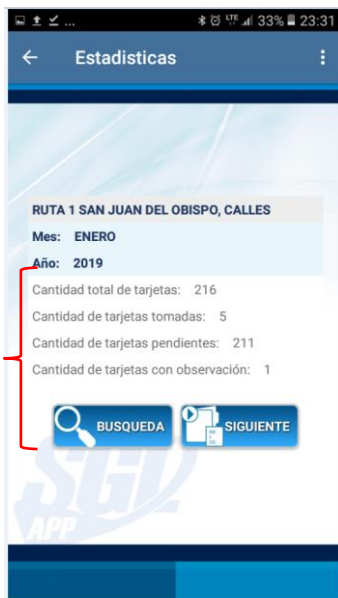 ... LTE 33% 23:31
Estadisticas
RUTA 1 SAN JUAN DEL OBISPO, CALLES
Mes: ENERO
Año: 2019
Cantidad total de tarjetas: 216
Cantidad de tarjetas tomadas: 5
Cantidad de tarjetas pendientes: 211
Cantidad de tarjetas con observación: 1
BUSQUEDA SIGUIENTE
SGL
APP